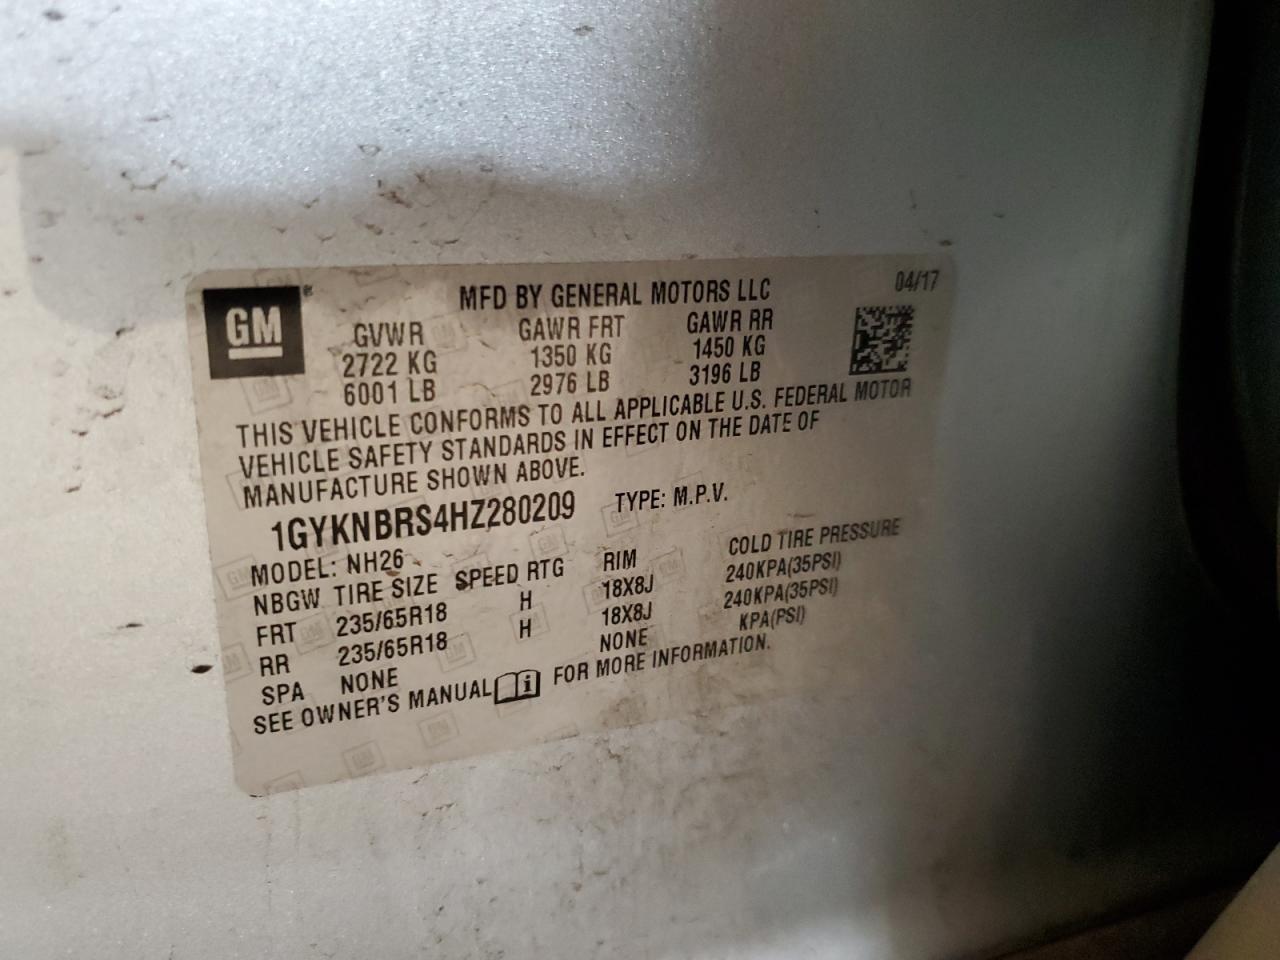 GM®
MFD BY GENERAL MOTORS LLC 04/17
GVWR GAWR FRT GAWR RR
2722 KG 1350 KG 1450 KG
6001 LB 2976 LB 3196 LB
THIS VEHICLE CONFORMS TO ALL APPLICABLE U.S. FEDERAL MOTOR
VEHICLE SAFETY STANDARDS IN EFFECT ON THE DATE OF
MANUFACTURE SHOWN ABOVE.
1GYKNBRS4HZ280209 TYPE: M.P.V.
MODEL: NH26
NBGW TIRE SIZE SPEED RTG RIM COLD TIRE PRESSURE
FRT 235/65R18 H 18X8J 240KPA(35PSI)
RR 235/65R18 H 18X8J 240KPA(35PSI)
SPA NONE NONE KPA(PSI)
SEE OWNER'S MANUAL i FOR MORE INFORMATION.